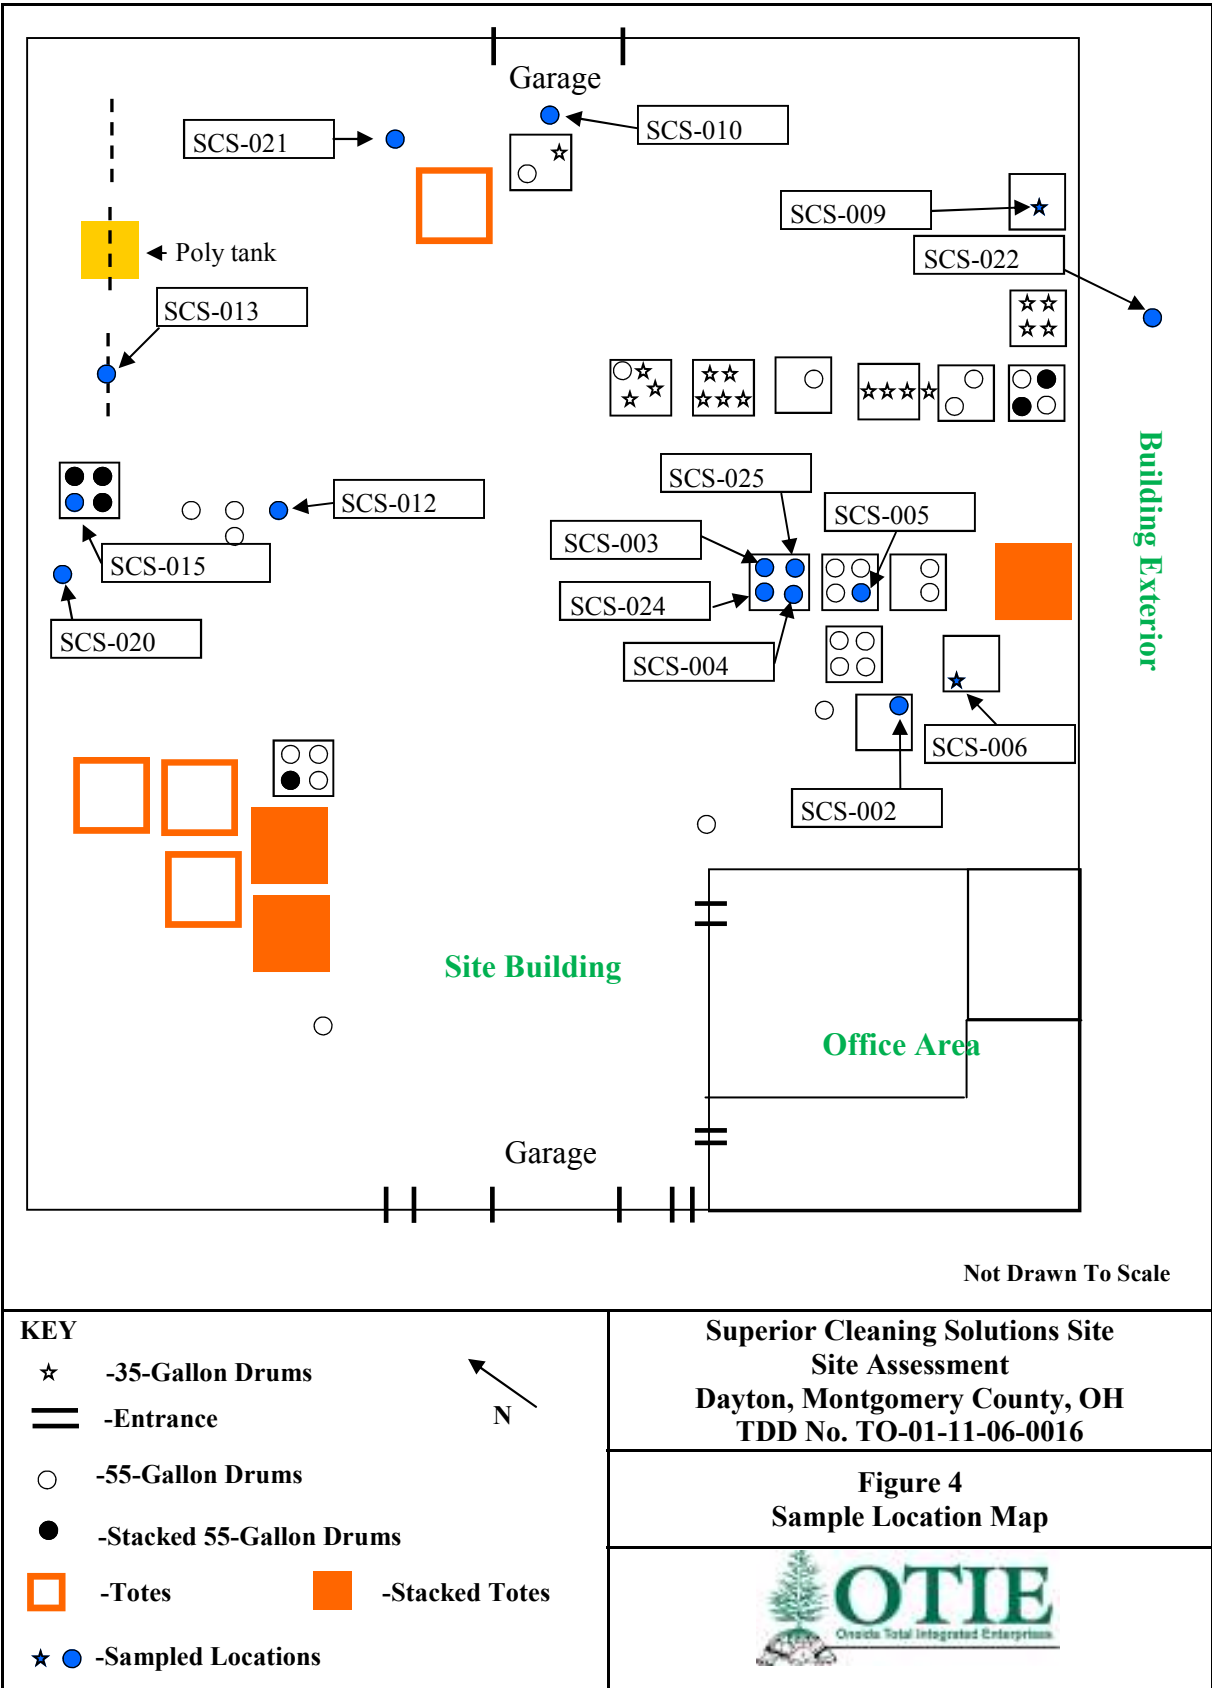 Garage
SCS-021
SCS-010
SCS-009
SCS-022
Poly tank
SCS-013
SCS-025
SCS-012
SCS-005
SCS-003
SCS-015
SCS-024
SCS-020
SCS-004
SCS-006
SCS-002
Building Exterior
Site Building
Office Area
Garage
Not Drawn To Scale
KEY
-35-Gallon Drums
-Entrance
N
-55-Gallon Drums
-Stacked 55-Gallon Drums
-Totes
-Stacked Totes
-Sampled Locations
Superior Cleaning Solutions Site
Site Assessment
Dayton, Montgomery County, OH
TDD No. TO-01-11-06-0016
Figure 4
Sample Location Map
OTIE
Oneida Total Integrated Enterprises